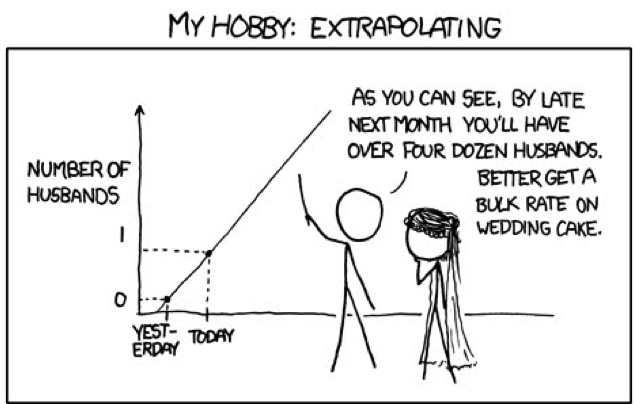 MY HOBBY: EXTRAPOLATING
AS YOU CAN SEE, BY LATE
NEXT MONTH YOU'LL HAVE
OVER FOUR DOZEN HUSBANDS.
BETTER GET A
BULK RATE ON
WEDDING CAKE.
NUMBER OF
HUSBANDS
1
0
YEST-
ERDAY
TODAY